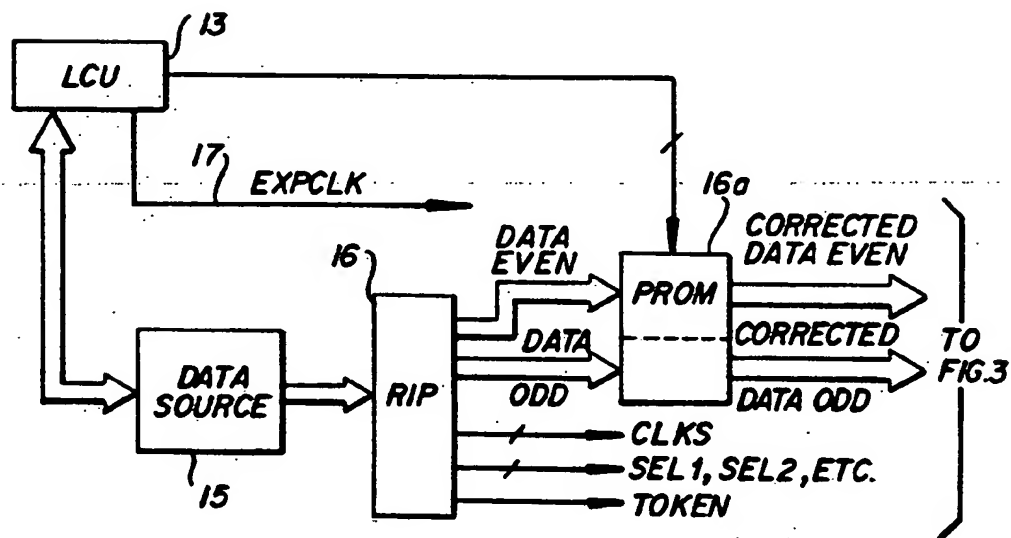 13
LCU
17
EXPCLK
16a
CORRECTED
DATA EVEN
DATA
EVEN
16
PROM
DATA
CORRECTED
TO
FIG.3
DATA
SOURCE
RIP
ODD
DATA ODD
CLKS
SEL1, SEL2, ETC.
TOKEN
15